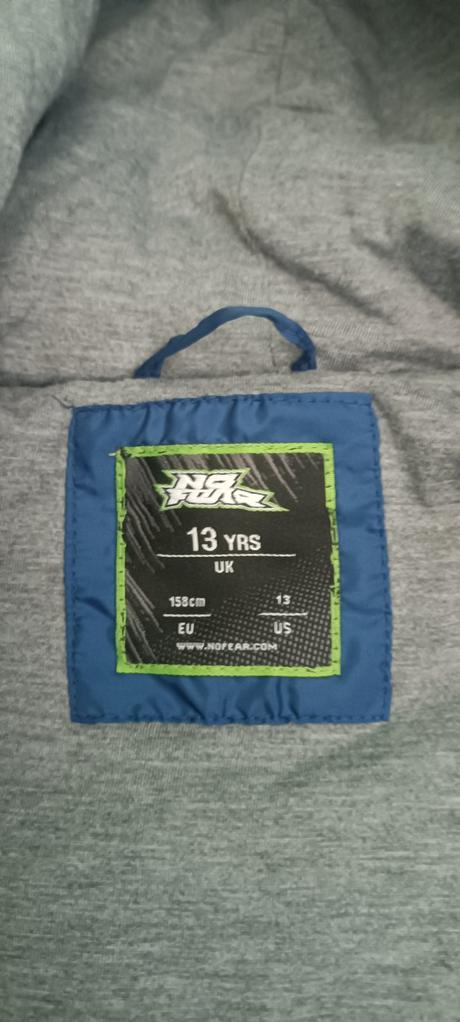 NO
FEAR
13 YRS
UK
158cm 13
EU US
WWW.NOFEAR.COM